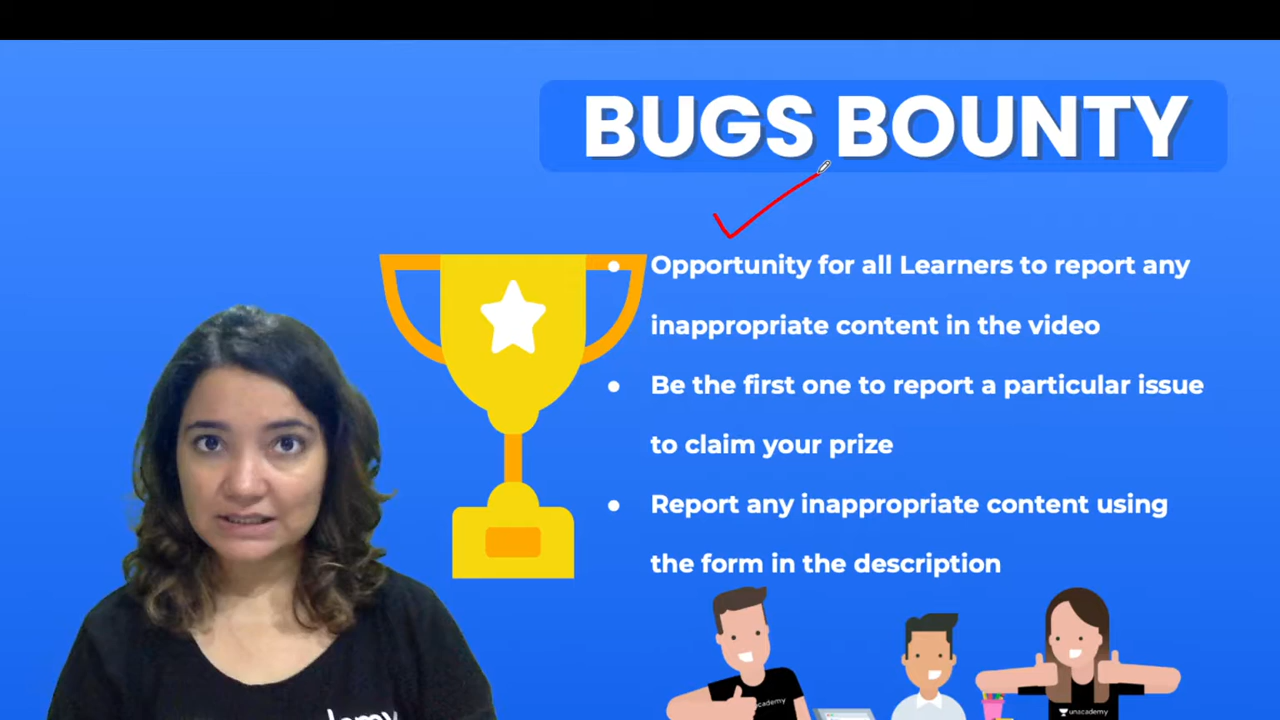 BUGS BOUNTY
• Opportunity for all Learners to report any
inappropriate content in the video
• Be the first one to report a particular issue
to claim your prize
• Report any inappropriate content using
the form in the description
unacademy